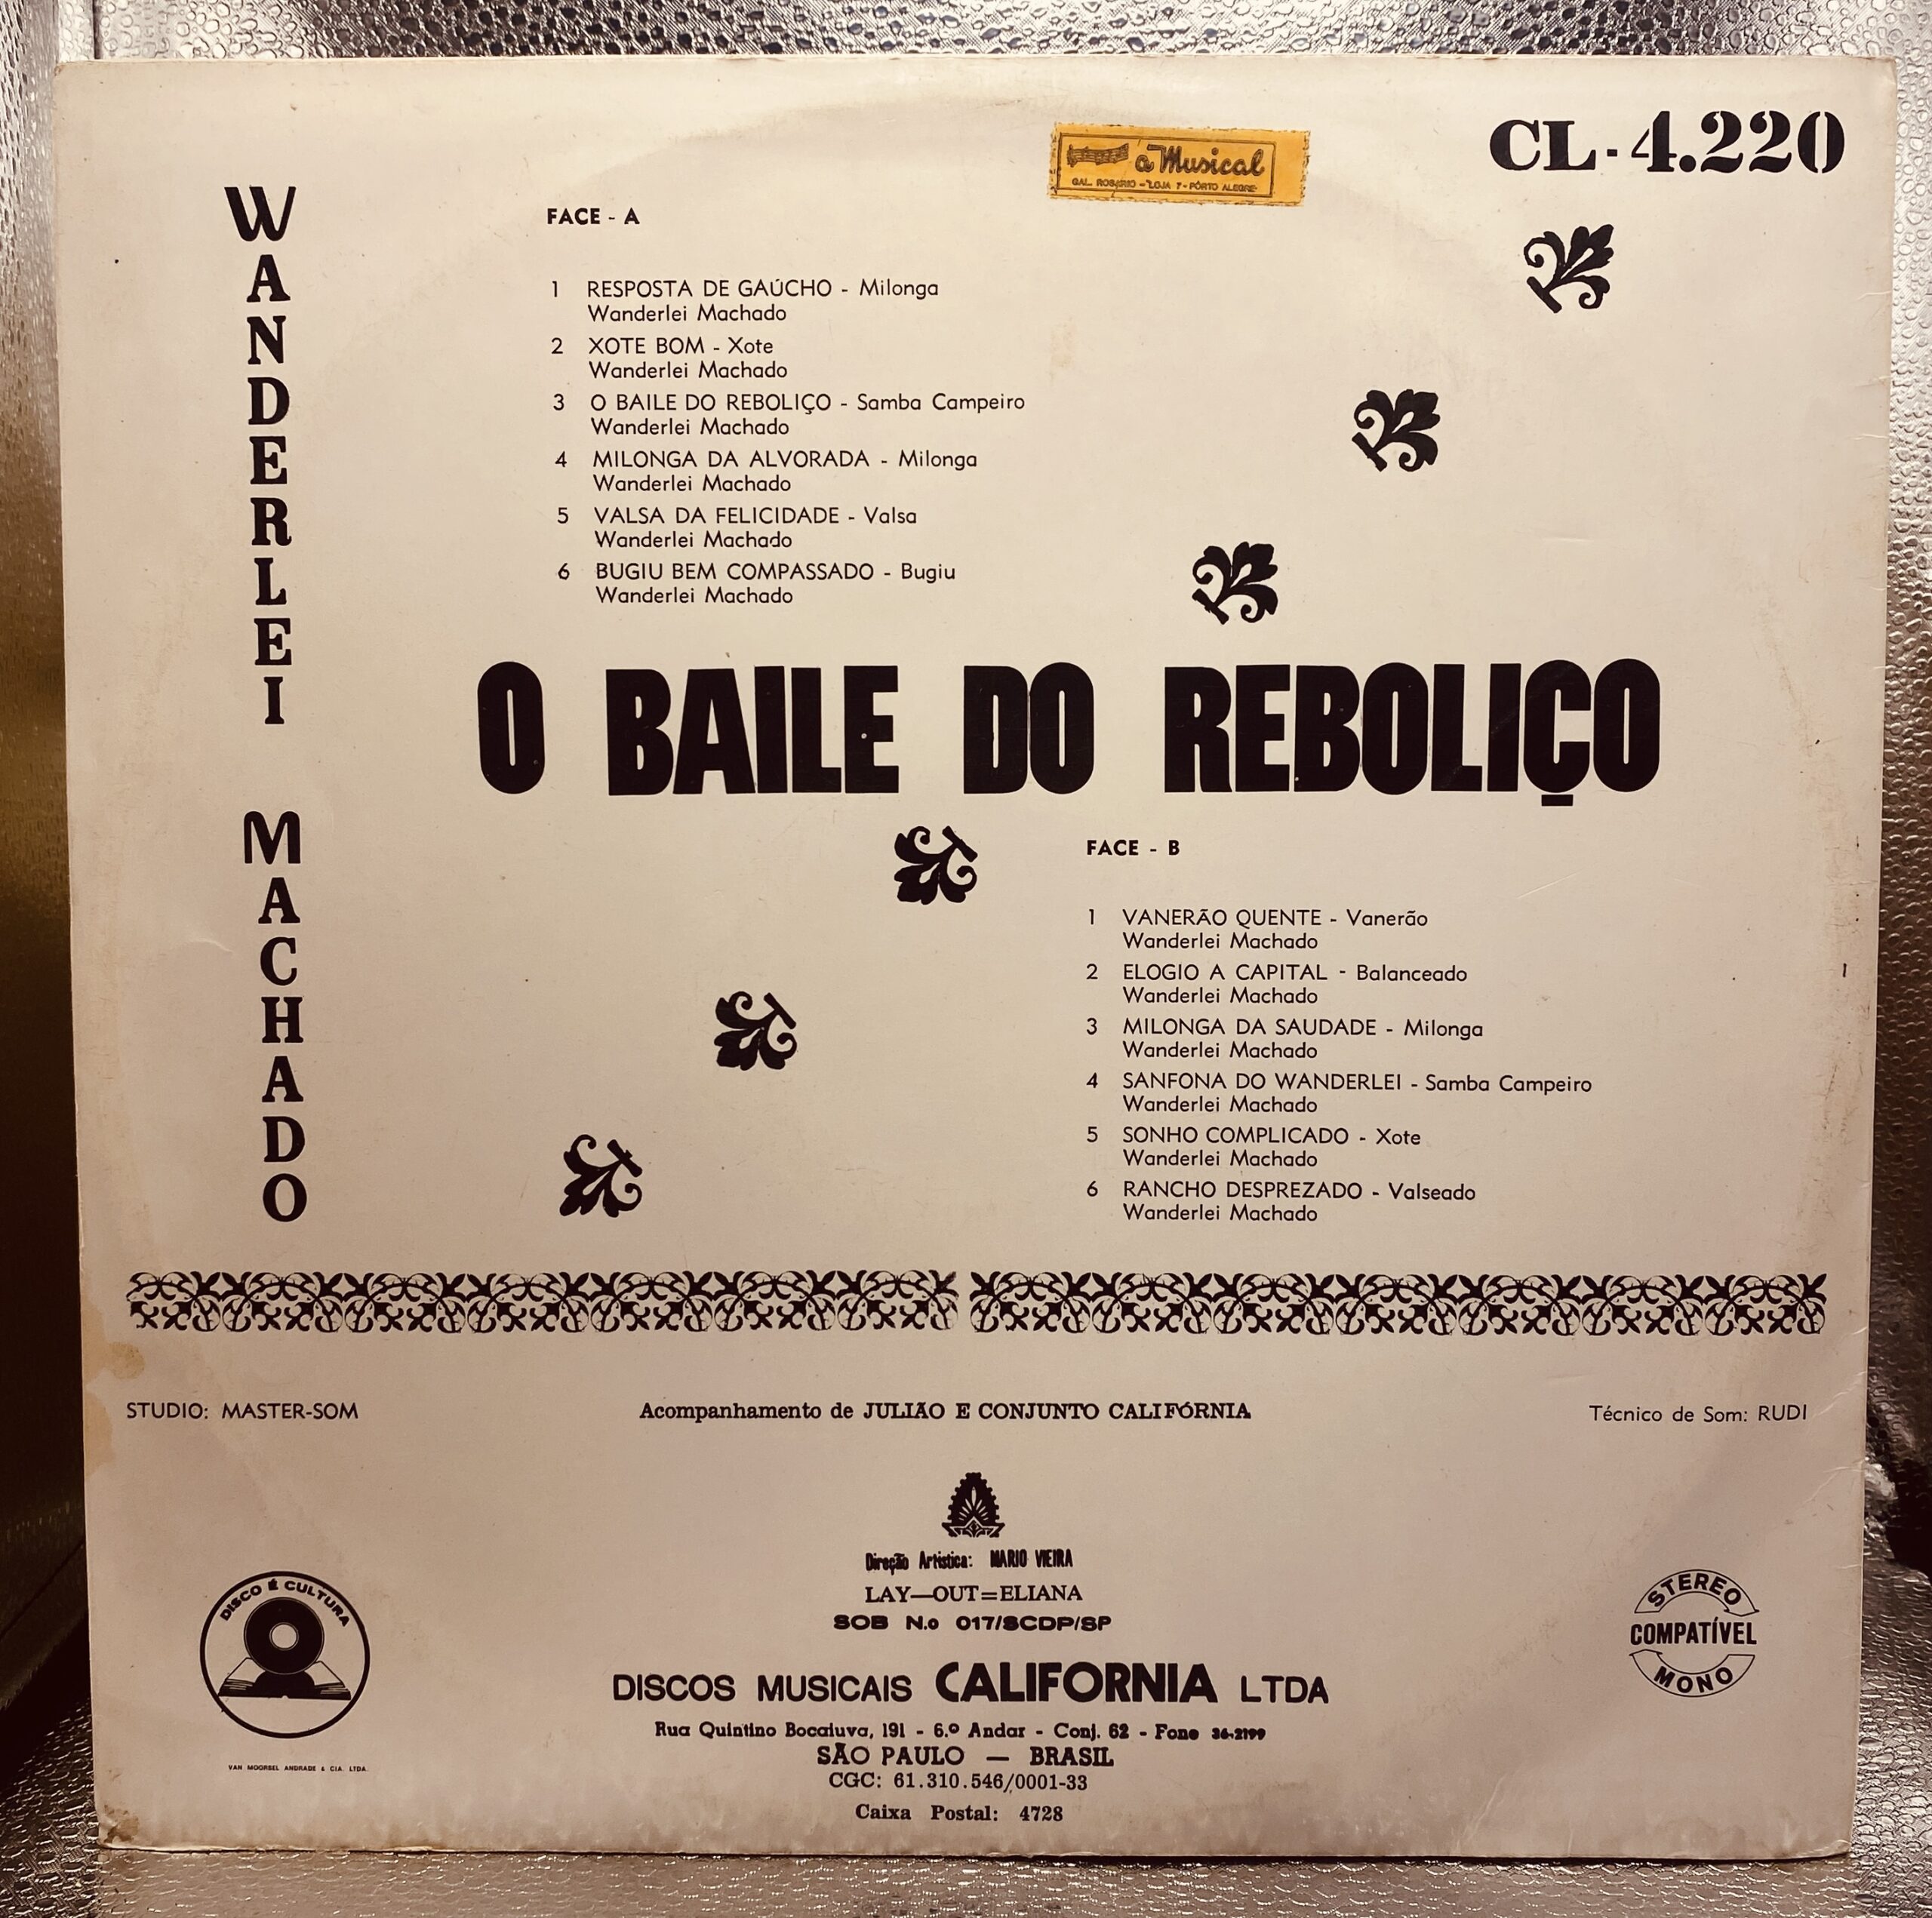 CL-4.220
a Musical
GAL. ROSÁRIO - LOJA 7 - PÔRTO ALEGRE
WANDERLEI MACHADO
FACE - A
1 RESPOSTA DE GAÚCHO - Milonga
Wanderlei Machado
2 XOTE BOM - Xote
Wanderlei Machado
3 O BAILE DO REBOLIÇO - Samba Campeiro
Wanderlei Machado
4 MILONGA DA ALVORADA - Milonga
Wanderlei Machado
5 VALSA DA FELICIDADE - Valsa
Wanderlei Machado
6 BUGIU BEM COMPASSADO - Bugiu
Wanderlei Machado
O BAILE DO REBOLIÇO
FACE - B
1 VANERÃO QUENTE - Vanerão
Wanderlei Machado
2 ELOGIO A CAPITAL - Balanceado
Wanderlei Machado
3 MILONGA DA SAUDADE - Milonga
Wanderlei Machado
4 SANFONA DO WANDERLEI - Samba Campeiro
Wanderlei Machado
5 SONHO COMPLICADO - Xote
Wanderlei Machado
6 RANCHO DESPREZADO - Valseado
Wanderlei Machado
STUDIO: MASTER-SOM
Acompanhamento de JULIÃO E CONJUNTO CALIFÓRNIA
Técnico de Som: RUDI
Direção Artística: MARIO VIEIRA
LAY—OUT=ELIANA
SOB N.o 017/SCDP/SP
DISCO É CULTURA
STEREO
COMPATÍVEL
MONO
DISCOS MUSICAIS CALIFORNIA LTDA
Rua Quintino Bocaiuva, 191 - 6.º Andar - Conj. 62 - Fone 36-2199
SÃO PAULO — BRASIL
VAN MOORSEL ANDRADE & CIA. LTDA.
CGC: 61.310.546/0001-33
Caixa Postal: 4728